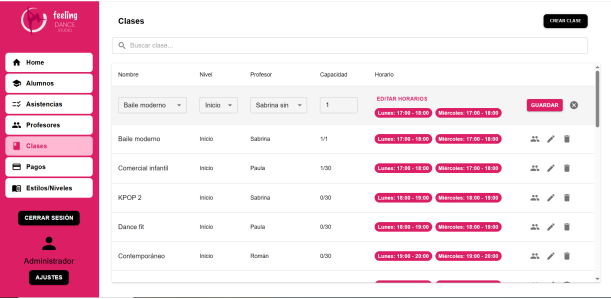 feeling
DANCE
STUDIO
Home
Alumnos
Asistencias
Profesores
Clases
Pagos
Estilos/Niveles
CERRAR SESIÓN
Administrador
AJUSTES
Clases
CREAR CLASE
Buscar clase...
Nombre Nivel Profesor Capacidad Horario
EDITAR HORARIOS
Baile moderno Inicio Sabrina sin 1 Lunes: 17:00 - 18:00 Miércoles: 17:00 - 18:00 GUARDAR
Baile moderno Inicio Sabrina 1/1 Lunes: 17:00 - 18:00 Miércoles: 17:00 - 18:00
Comercial infantil Inicio Paula 1/30 Lunes: 17:00 - 18:00 Miércoles: 17:00 - 18:00
KPOP 2 Inicio Sabrina 0/30 Lunes: 18:00 - 19:00 Miércoles: 18:00 - 19:00
Dance fit Inicio Paula 0/30 Lunes: 18:00 - 19:00 Miércoles: 18:00 - 19:00
Contemporáneo Inicio Román 0/30 Lunes: 19:00 - 20:00 Miércoles: 19:00 - 20:00